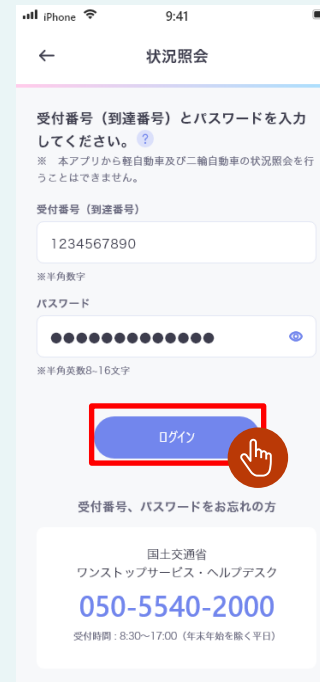 iPhone 9:41
← 状況照会
受付番号（到達番号）とパスワードを入力
してください。 ?
※ 本アプリから軽自動車及び二輪自動車の状況照会を行
うことはできません。
受付番号（到達番号）
1234567890
※半角数字
パスワード
●●●●●●●●●●●●●
※半角英数8~16文字
ログイン
受付番号、パスワードをお忘れの方
国土交通省
ワンストップサービス・ヘルプデスク
050-5540-2000
受付時間 : 8:30〜17:00（年末年始を除く平日）